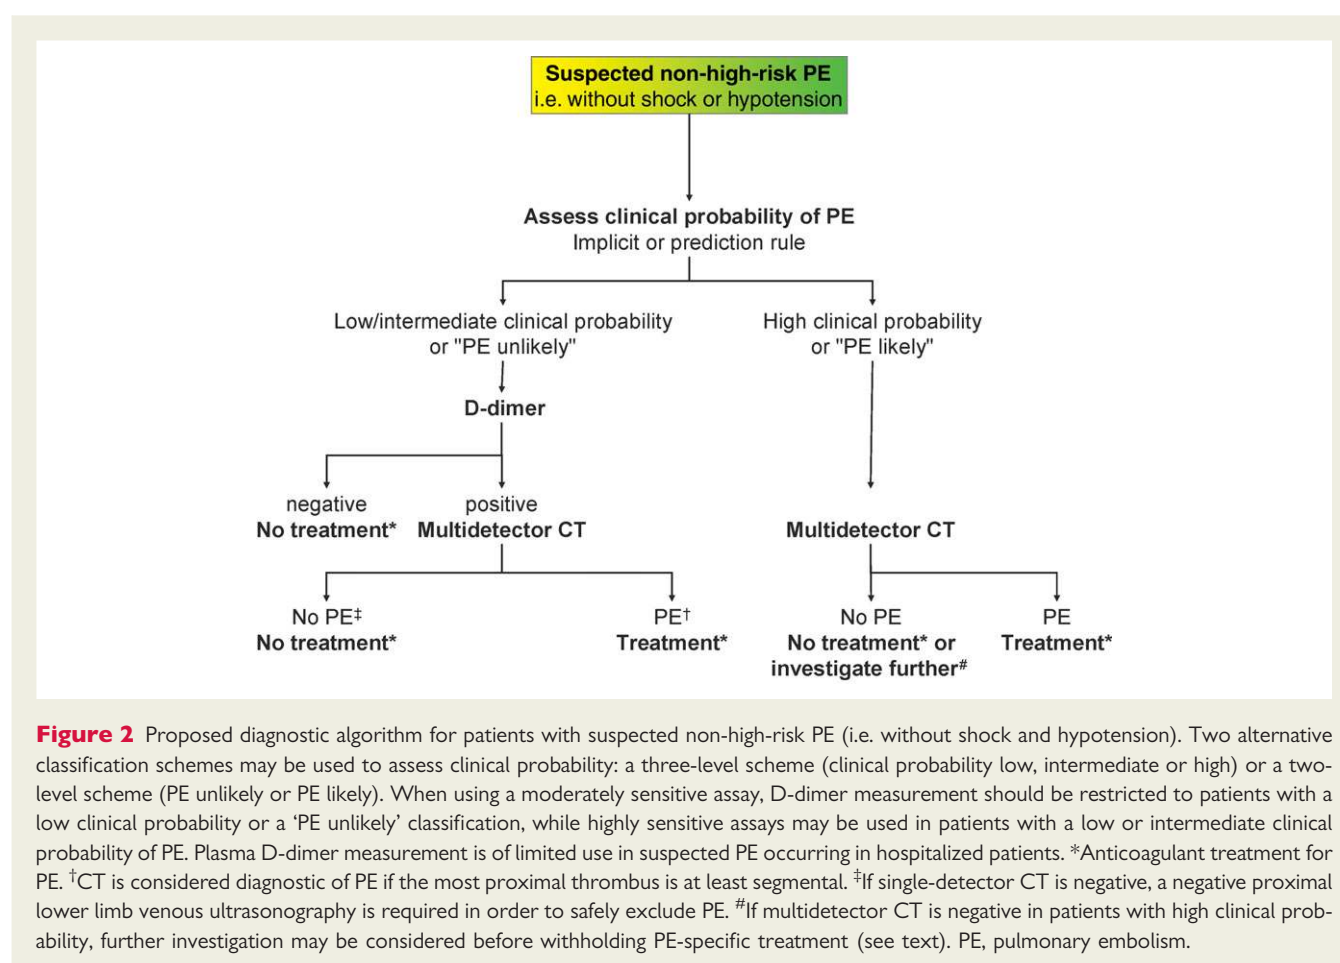 Suspected non-high-risk PE
i.e. without shock or hypotension
Assess clinical probability of PE
Implicit or prediction rule
Low/intermediate clinical probability
or "PE unlikely"
High clinical probability
or "PE likely"
D-dimer
negative
No treatment*
positive
Multidetector CT
Multidetector CT
No PE‡
No treatment*
PE†
Treatment*
No PE
No treatment* or
investigate further#
PE
Treatment*
Figure 2 Proposed diagnostic algorithm for patients with suspected non-high-risk PE (i.e. without shock and hypotension). Two alternative
classification schemes may be used to assess clinical probability: a three-level scheme (clinical probability low, intermediate or high) or a two-
level scheme (PE unlikely or PE likely). When using a moderately sensitive assay, D-dimer measurement should be restricted to patients with a
low clinical probability or a ‘PE unlikely’ classification, while highly sensitive assays may be used in patients with a low or intermediate clinical
probability of PE. Plasma D-dimer measurement is of limited use in suspected PE occurring in hospitalized patients. *Anticoagulant treatment for
PE. †CT is considered diagnostic of PE if the most proximal thrombus is at least segmental. ‡If single-detector CT is negative, a negative proximal
lower limb venous ultrasonography is required in order to safely exclude PE. #If multidetector CT is negative in patients with high clinical prob-
ability, further investigation may be considered before withholding PE-specific treatment (see text). PE, pulmonary embolism.